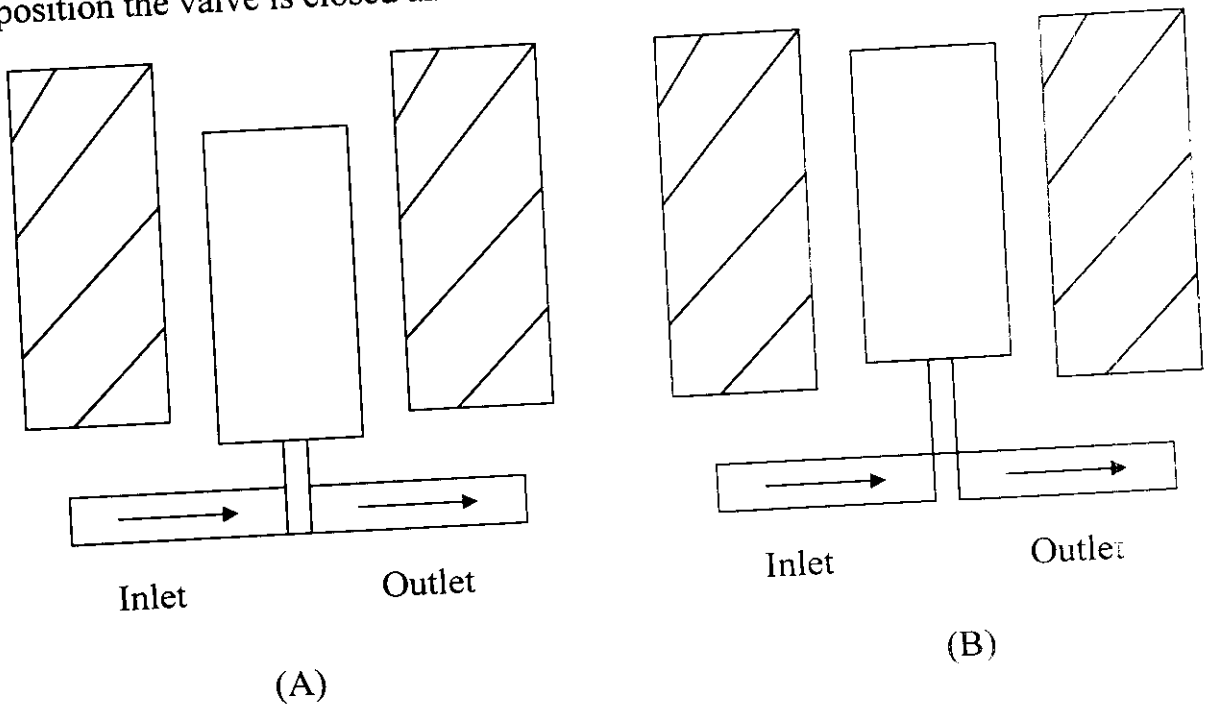 position the valve is closed
Inlet
Outlet
Inlet
Outlet
(A)
(B)